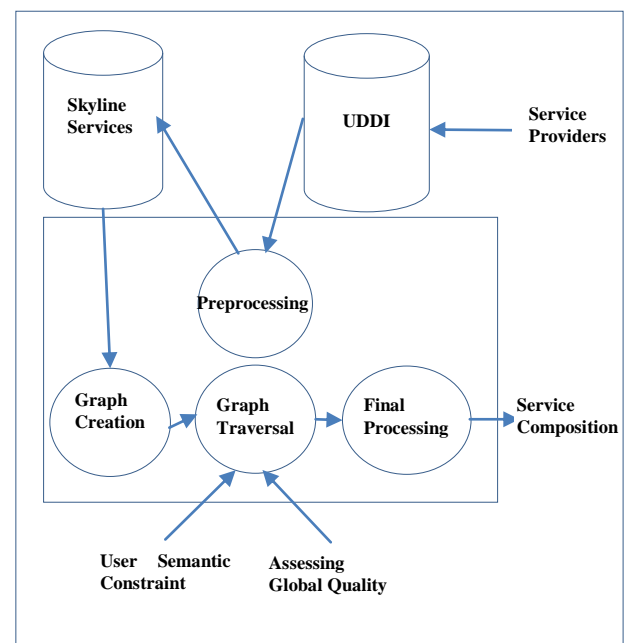 Skyline
Services
UDDI
Service
Providers
Preprocessing
Graph
Creation
Graph
Traversal
Final
Processing
Service
Composition
User Semantic
Constraint
Assessing
Global Quality